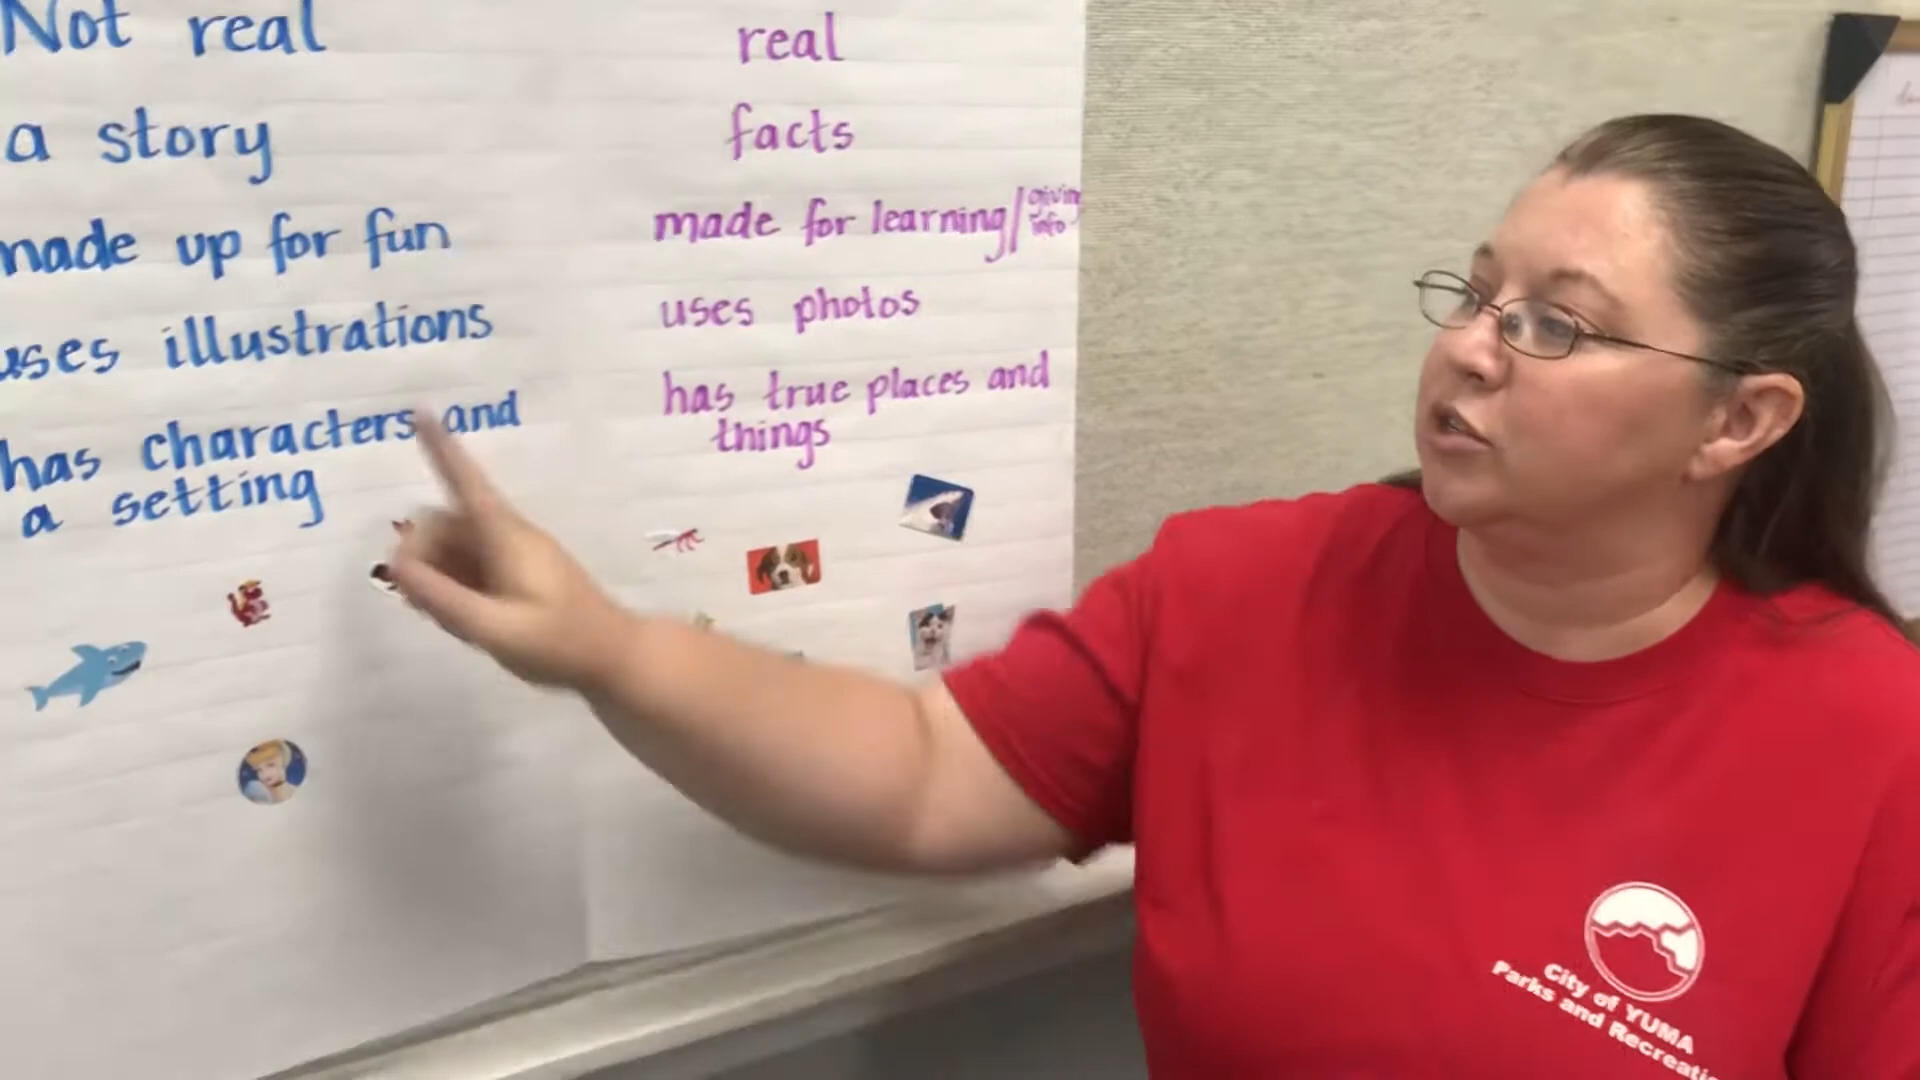 Not real
a story
made up for fun
uses illustrations
has characters and
a setting
real
facts
made for learning/giving
info
uses photos
has true places and
things
City of YUMA
Parks and Recreati